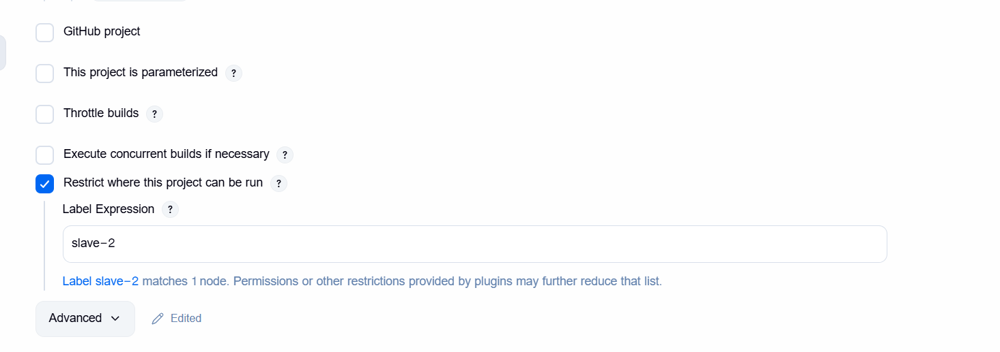 GitHub project
This project is parameterized ?
Throttle builds ?
Execute concurrent builds if necessary ?
Restrict where this project can be run ?
Label Expression ?
slave-2
Label slave-2 matches 1 node. Permissions or other restrictions provided by plugins may further reduce that list.
Advanced
Edited